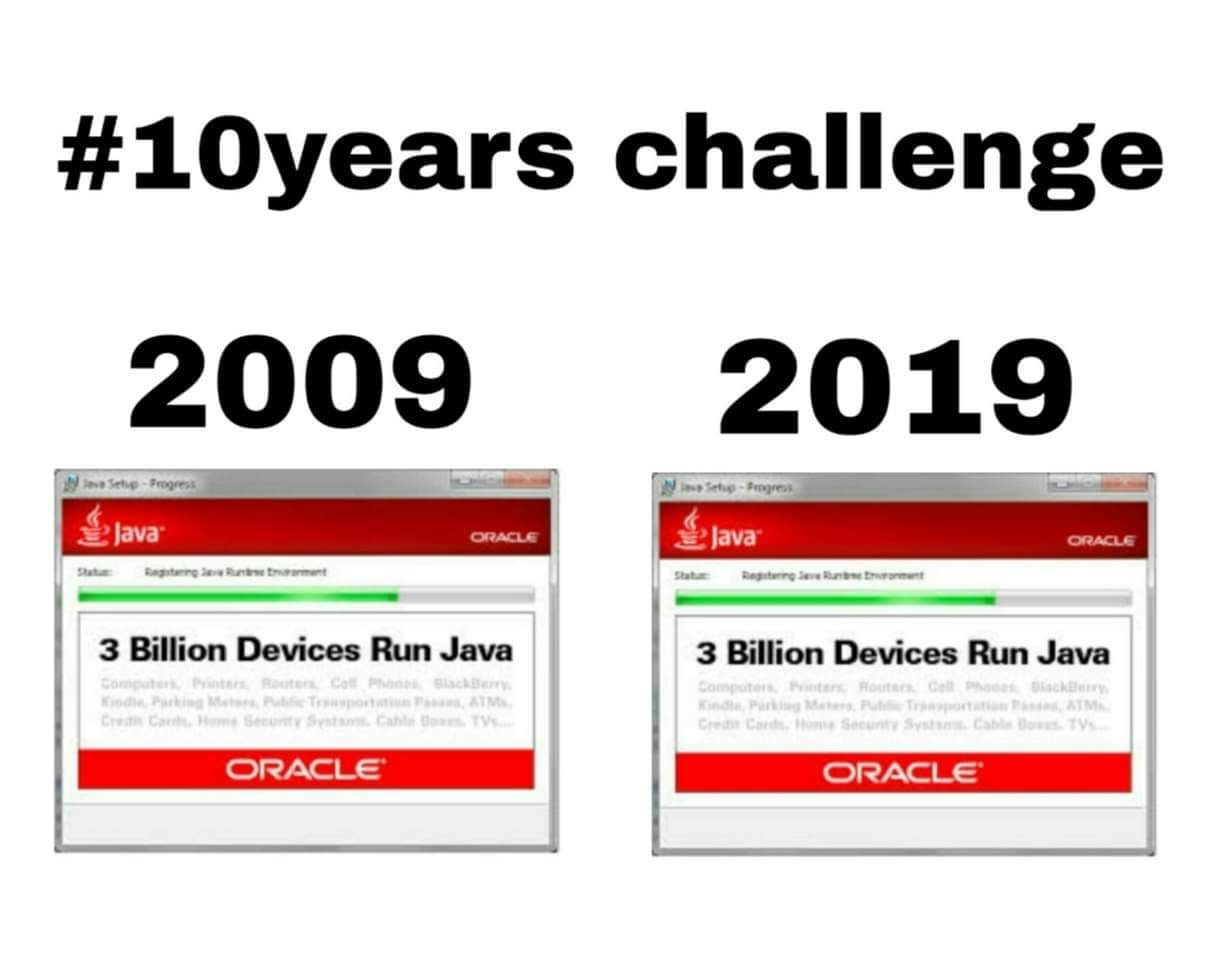 #10years challenge
2009
2019
Java Setup - Progress
Java™
ORACLE®
Status: Registering Java Runtime Environment
3 Billion Devices Run Java
Computers, Printers, Routers, Cell Phones, BlackBerry,
Kindle, Parking Meters, Public Transportation Passes, ATMs,
Credit Cards, Home Security Systems, Cable Boxes, TVs...
ORACLE®
Java Setup - Progress
Java™
ORACLE®
Status: Registering Java Runtime Environment
3 Billion Devices Run Java
Computers, Printers, Routers, Cell Phones, BlackBerry,
Kindle, Parking Meters, Public Transportation Passes, ATMs,
Credit Cards, Home Security Systems, Cable Boxes, TVs...
ORACLE®